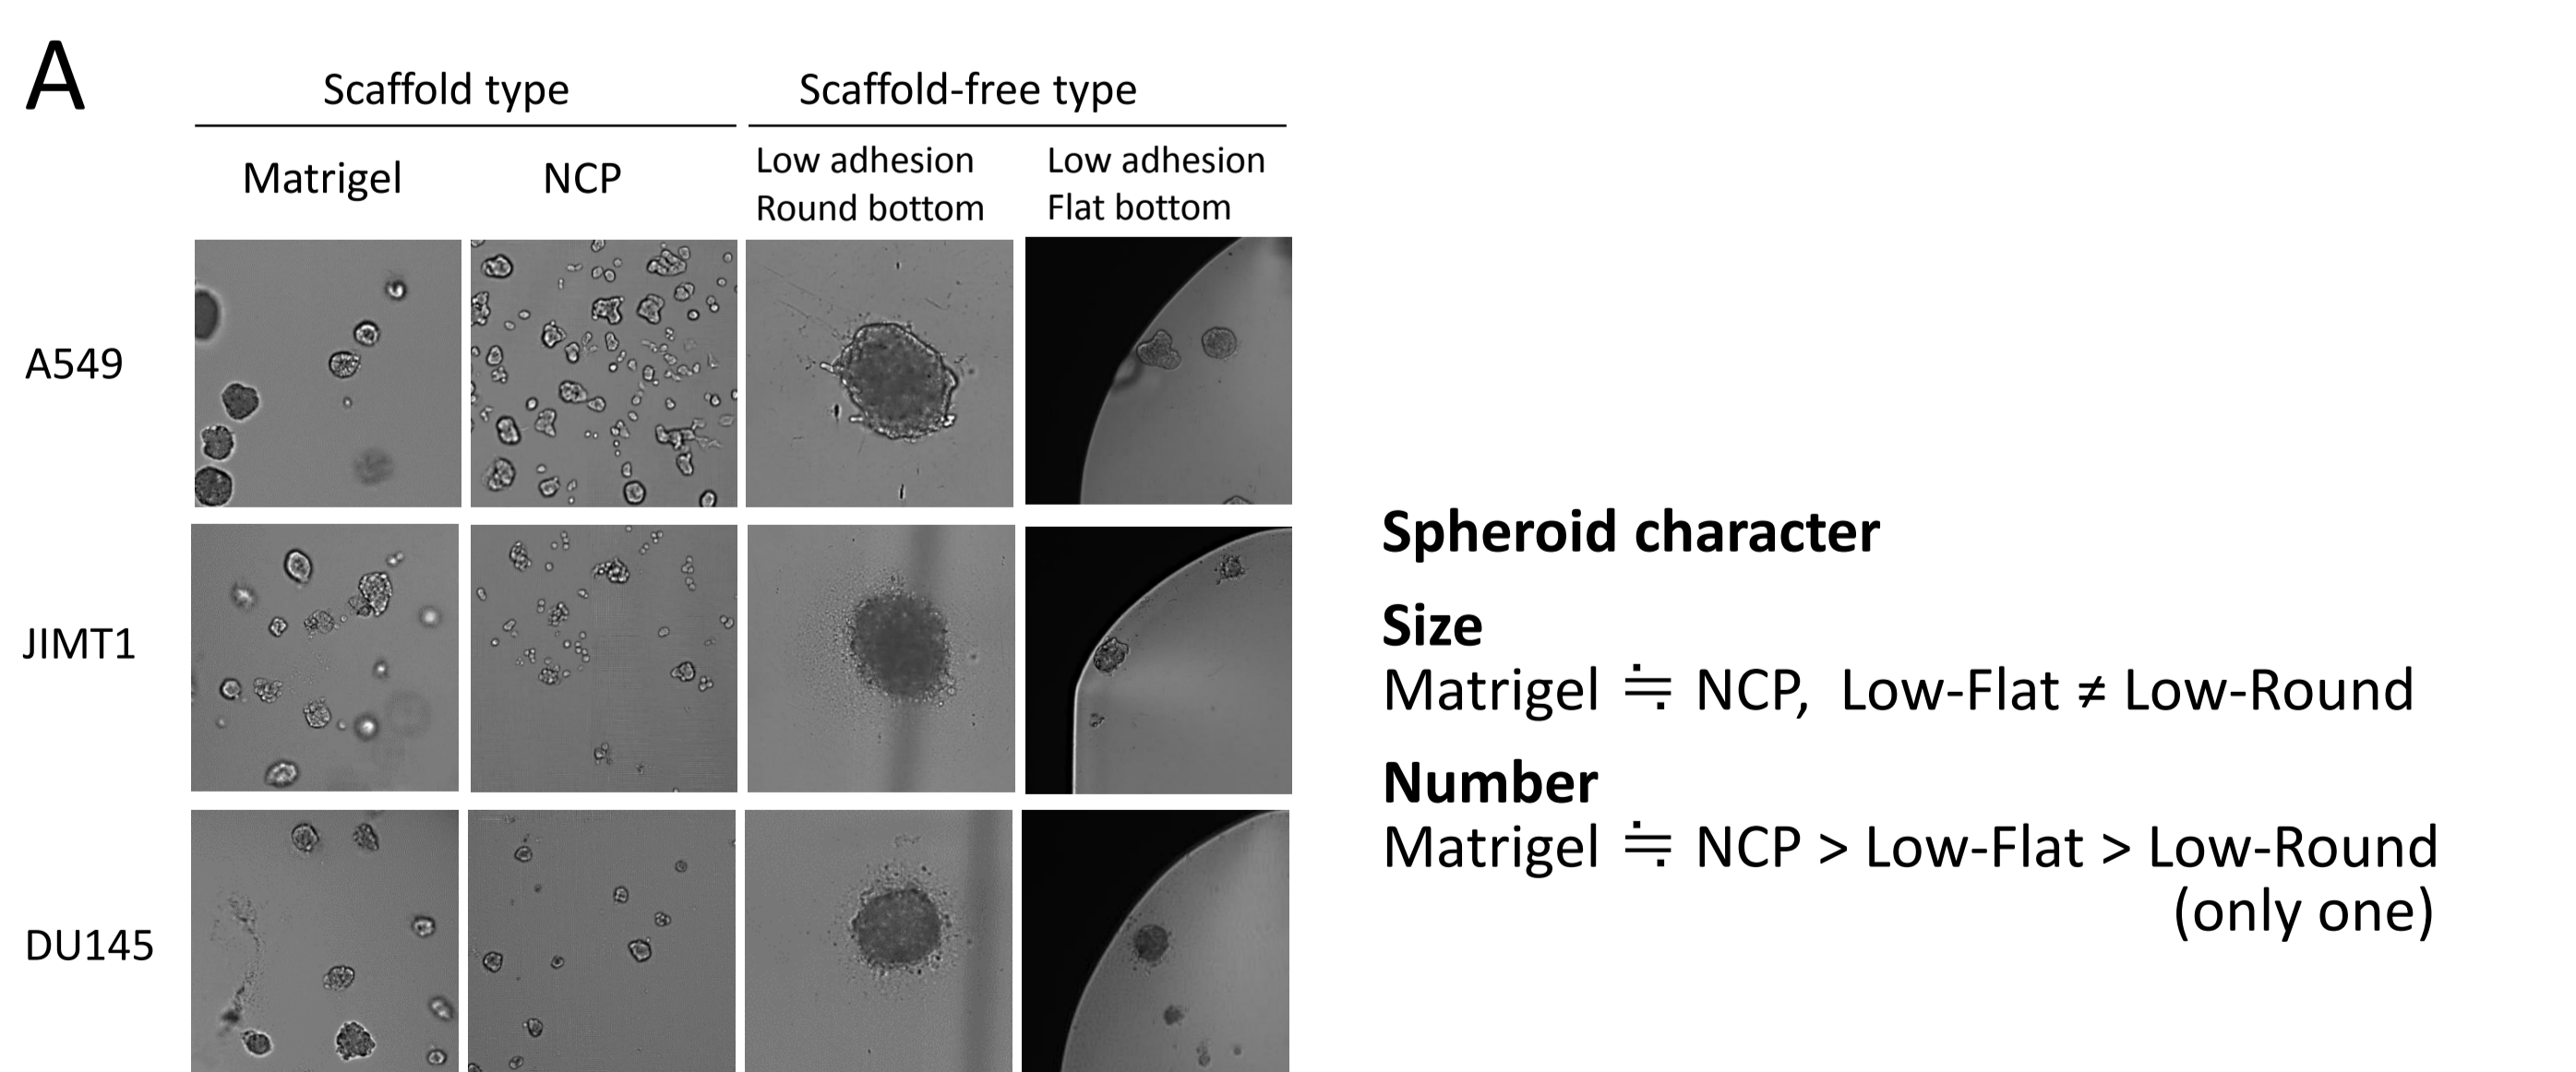 A
Scaffold type
Scaffold-free type
Matrigel
NCP
Low adhesion
Round bottom
Low adhesion
Flat bottom
A549
JIMT1
DU145
Spheroid character
Size
Matrigel ≒ NCP, Low-Flat ≠ Low-Round
Number
Matrigel ≒ NCP > Low-Flat > Low-Round
(only one)